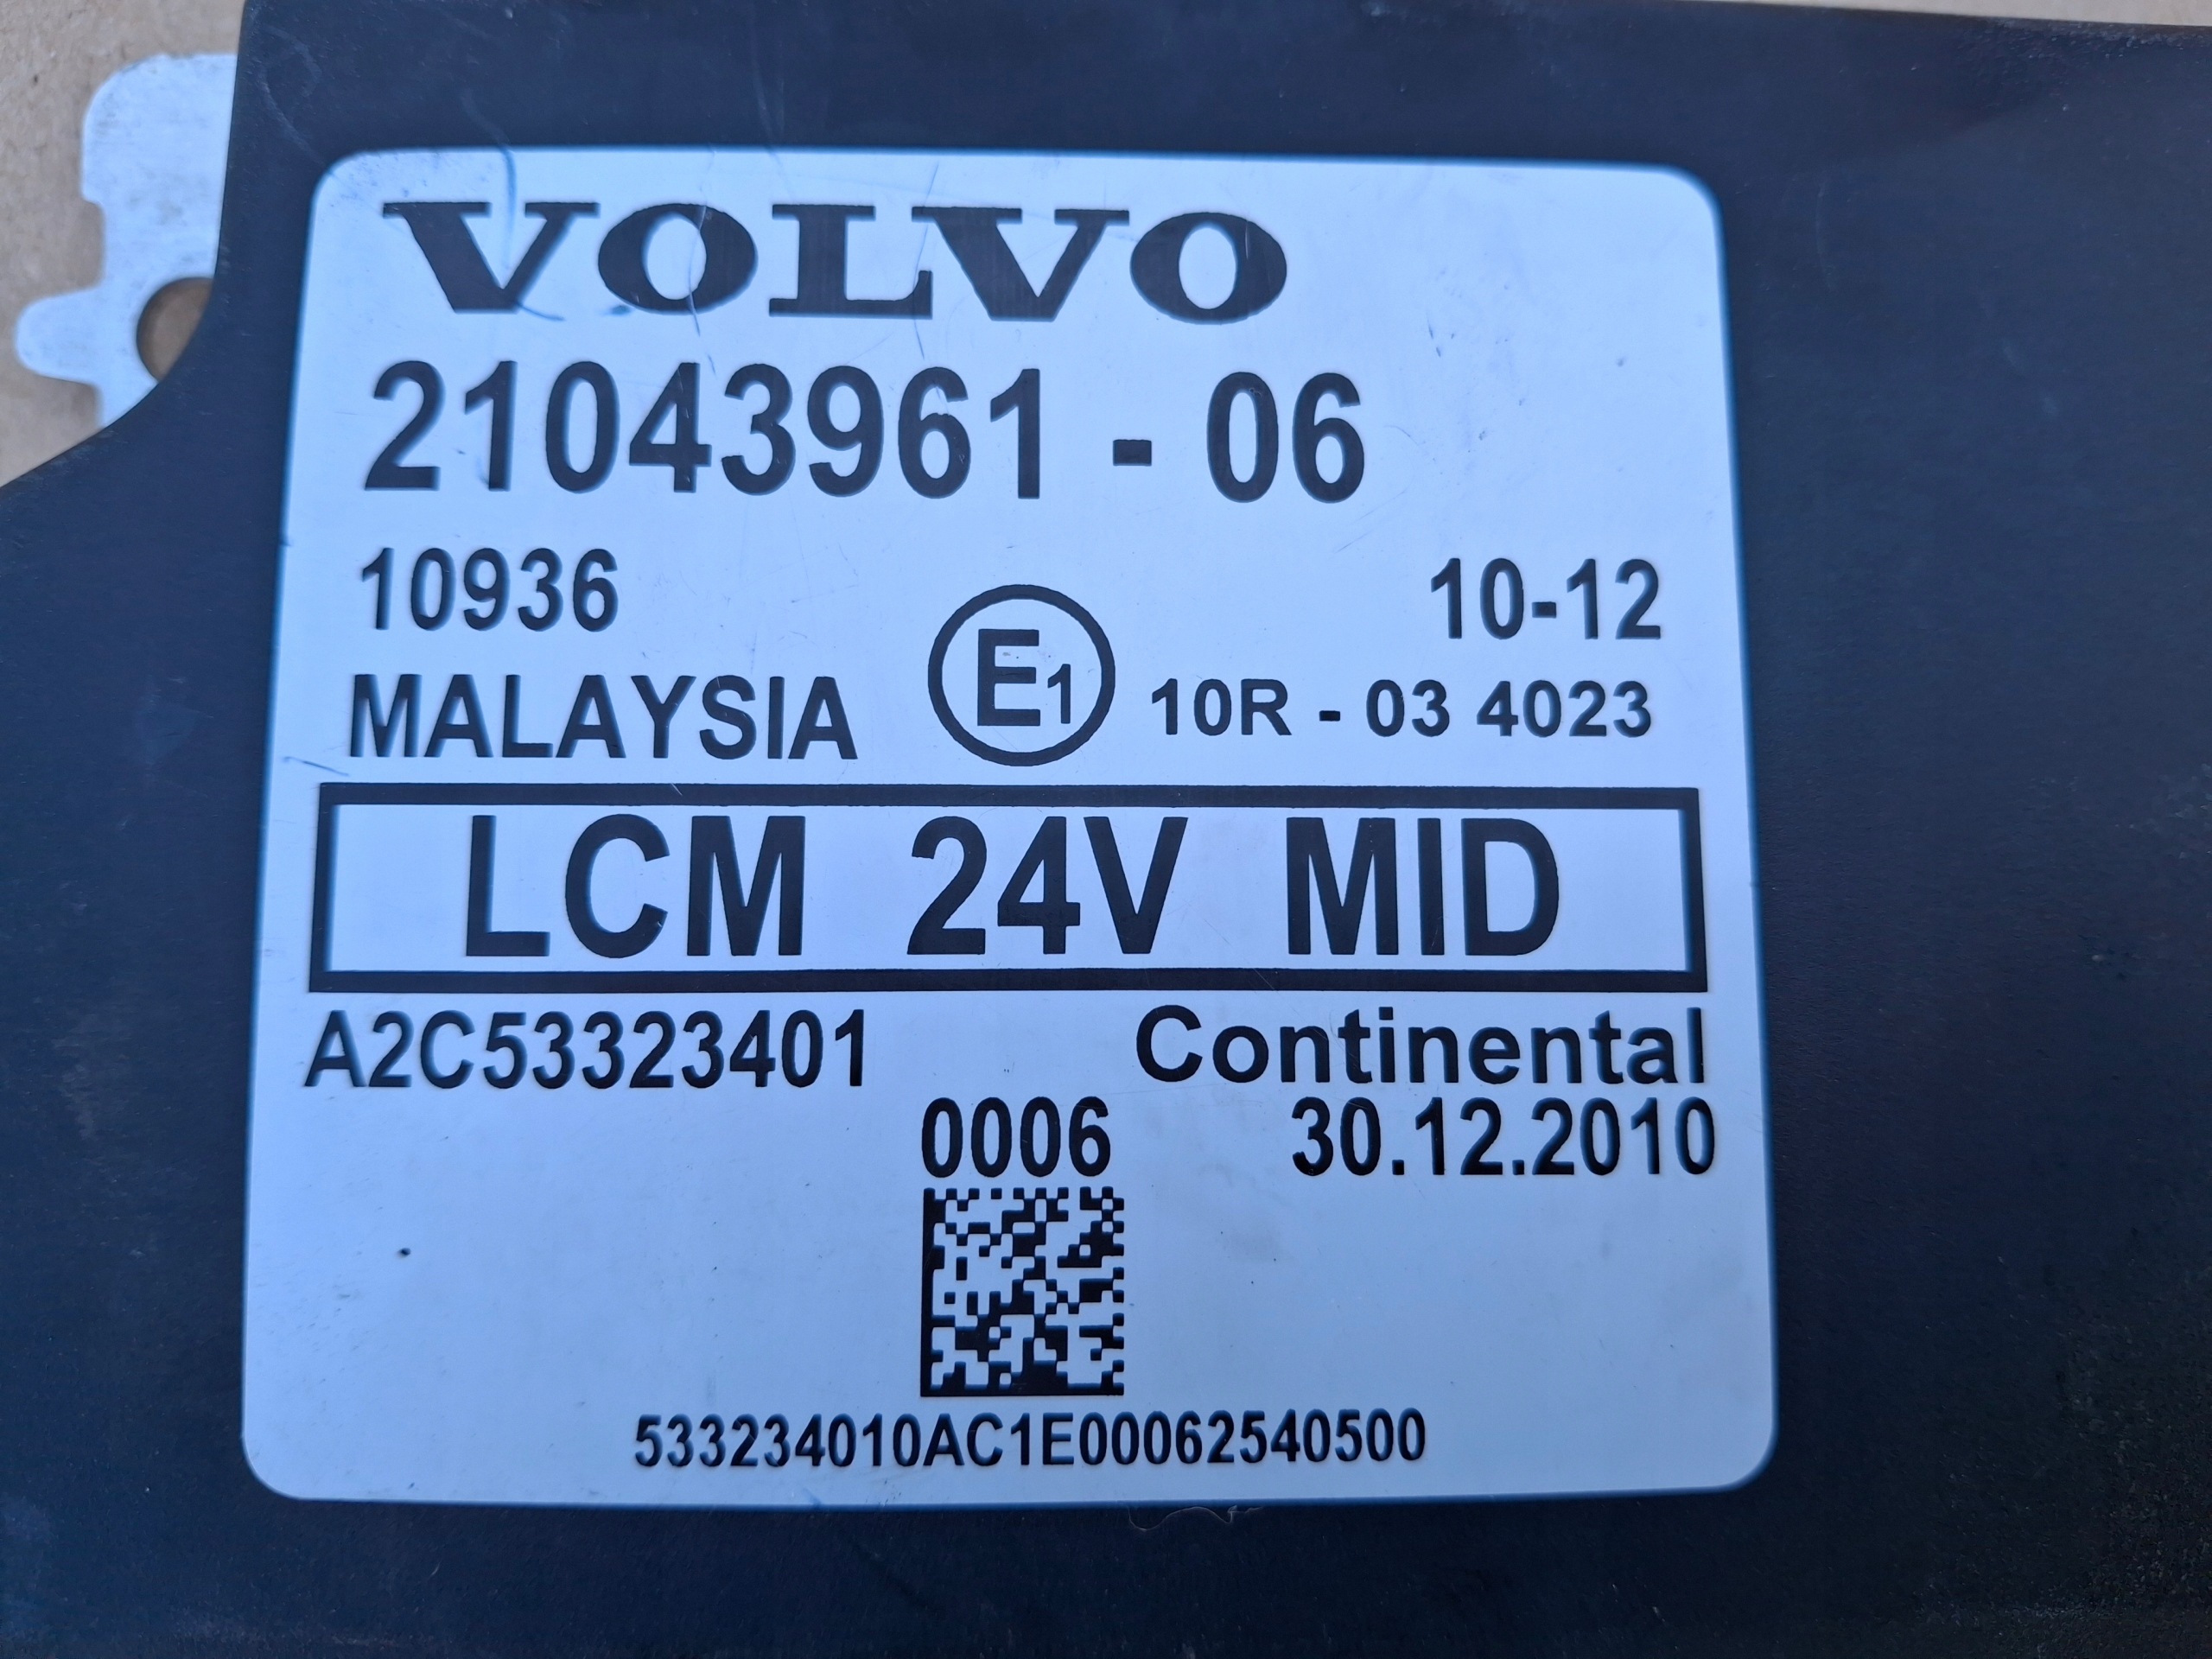 VOLVO
21043961 - 06
10936 10-12
MALAYSIA E1 10R - 03 4023
LCM 24V MID
A2C53323401 Continental
0006 30.12.2010
533234010AC1E00062540500